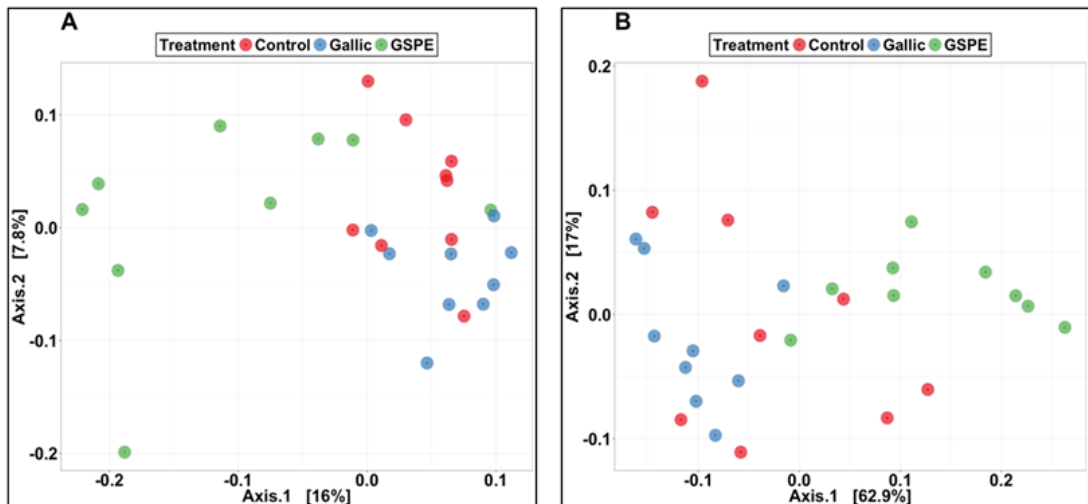 A
Treatment Control Gallic GSPE
0.1
0.0
-0.1
-0.2
Axis.2 [7.8%]
-0.2 -0.1 0.0 0.1
Axis.1 [16%]
B
Treatment Control Gallic GSPE
0.2
0.1
0.0
-0.1
Axis.2 [17%]
-0.1 0.0 0.1 0.2
Axis.1 [62.9%]